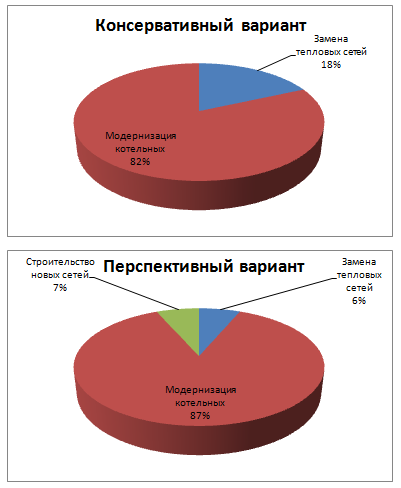 Консервативный вариант
Замена
тепловых сетей
18%
Модернизация
котельных
82%
Перспективный вариант
Строительство
новых сетей
7%
Замена
тепловых
сетей
6%
Модернизация
котельных
87%